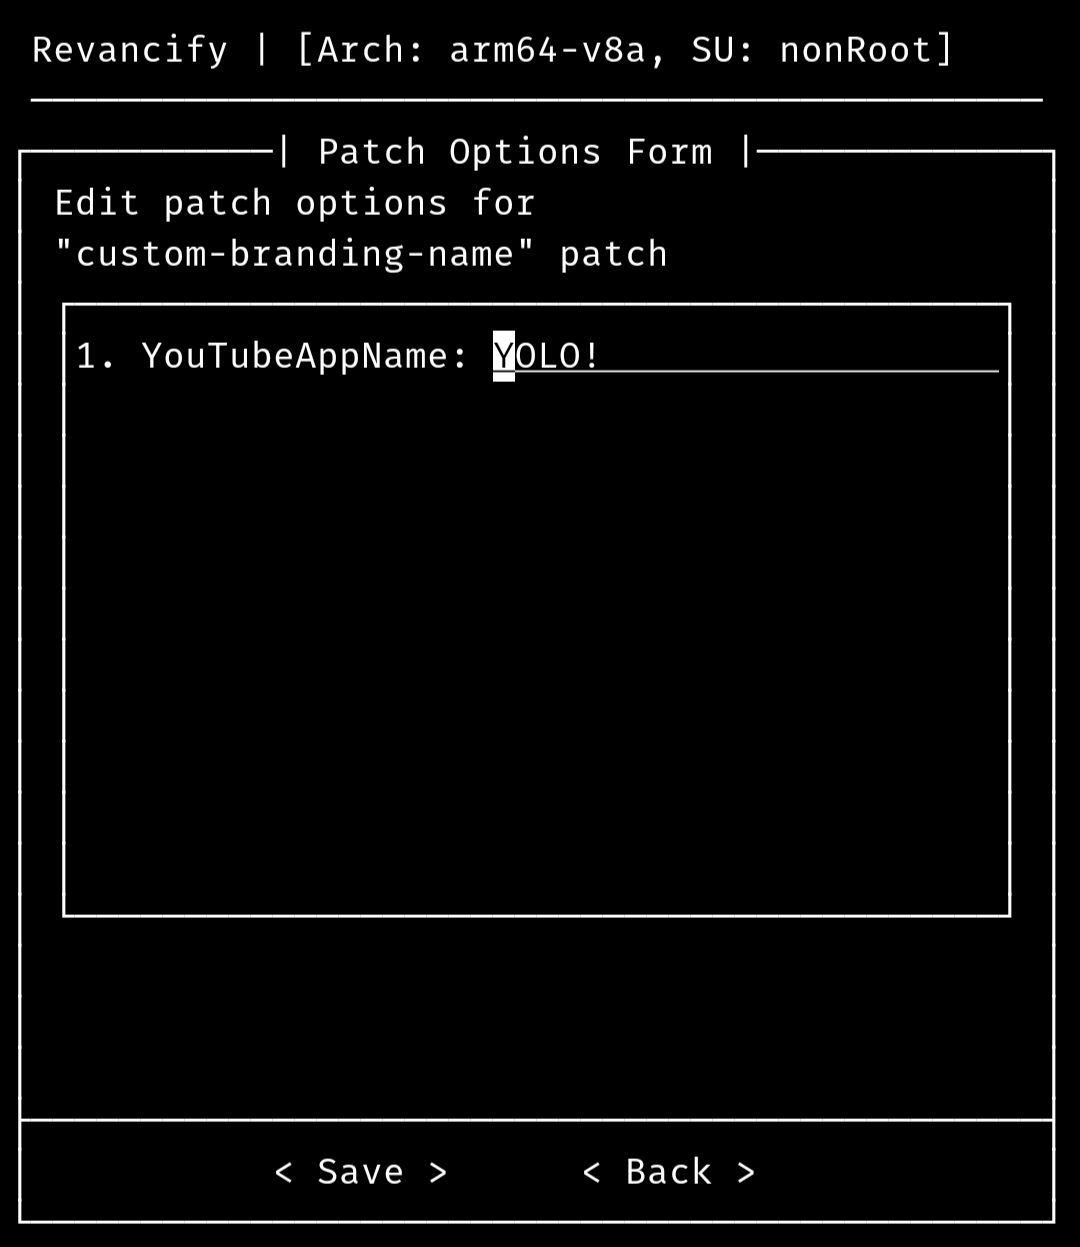 Revancify | [Arch: arm64-v8a, SU: nonRoot]
| Patch Options Form |
Edit patch options for
"custom-branding-name" patch
1. YouTubeAppName: YOLO!
< Save > < Back >